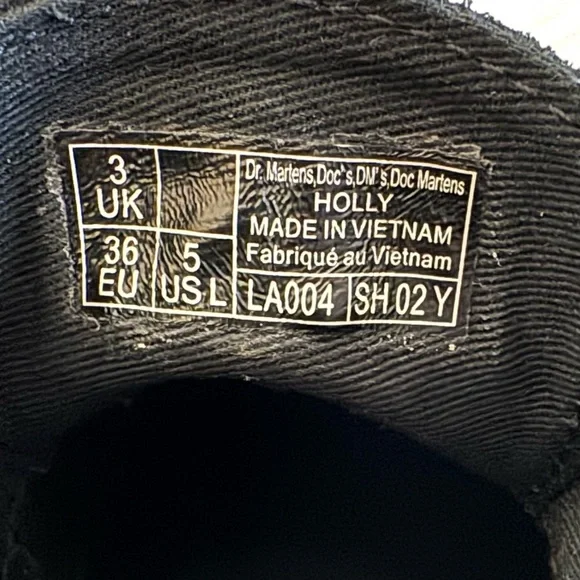 3
UK
36
EU
5
US L
Dr. Martens,Doc's,DM's,Doc Martens
HOLLY
MADE IN VIETNAM
Fabriqué au Vietnam
LA004
SH.02 Y